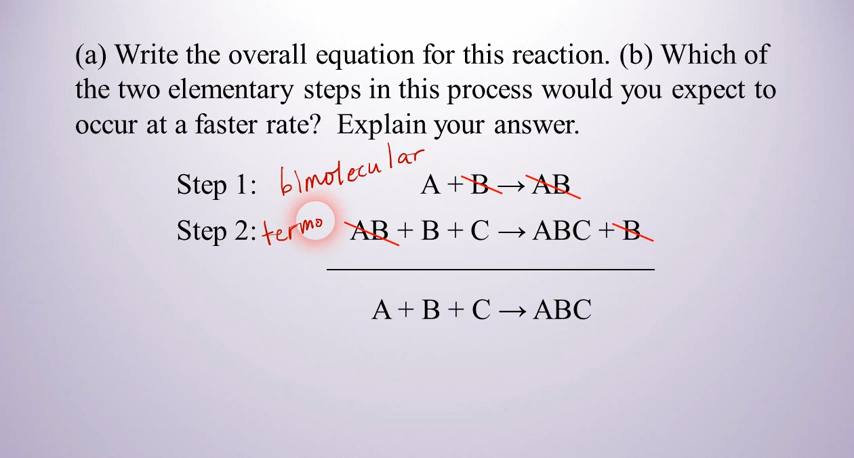 (a) Write the overall equation for this reaction. (b) Which of
the two elementary steps in this process would you expect to
occur at a faster rate?  Explain your answer.
Step 1: bimolecular A + B → AB
Step 2: termo AB + B + C → ABC + B
A + B + C → ABC